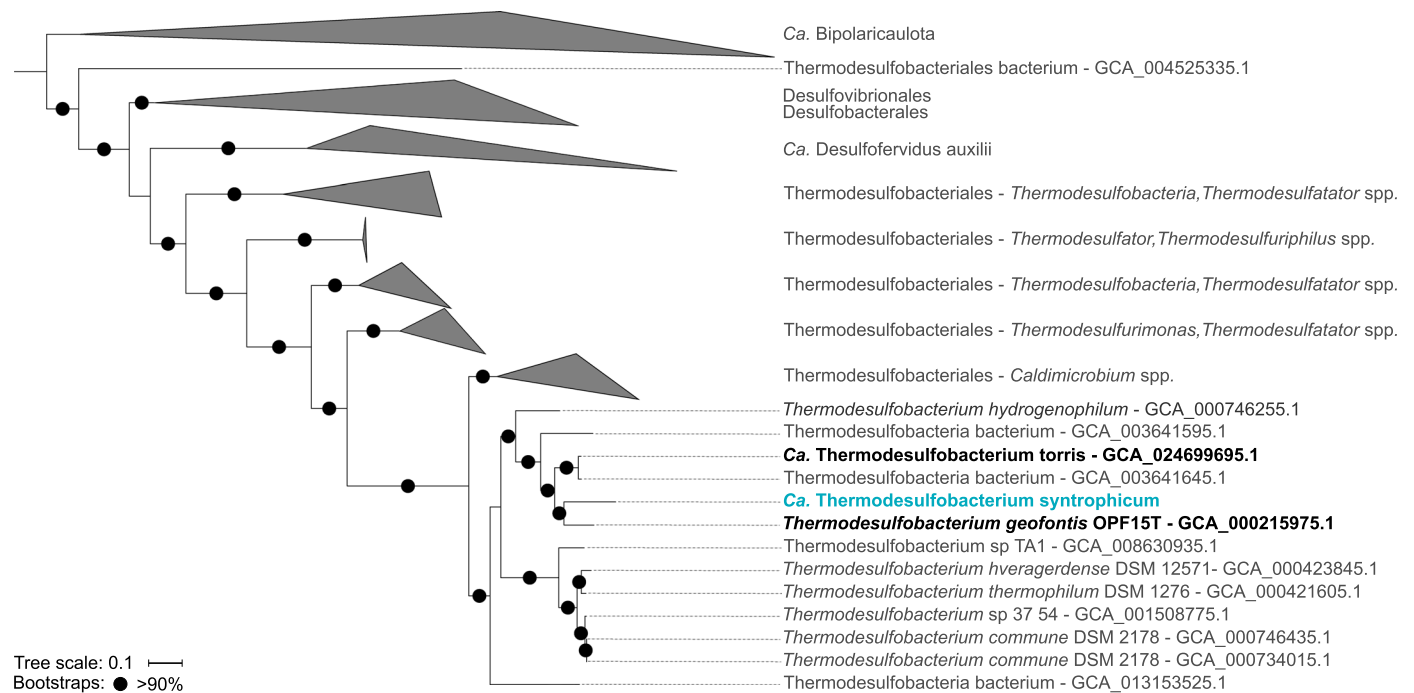 Ca. Bipolaricaulota
Thermodesulfobacteriales bacterium - GCA_004525335.1
Desulfovibrionales
Desulfobacterales
Ca. Desulfofervidus auxilii
Thermodesulfobacteriales - Thermodesulfobacteria,Thermodesulfatator spp.
Thermodesulfobacteriales - Thermodesulfator,Thermodesulfuriphilus spp.
Thermodesulfobacteriales - Thermodesulfobacteria,Thermodesulfatator spp.
Thermodesulfobacteriales - Thermodesulfurimonas,Thermodesulfatator spp.
Thermodesulfobacteriales - Caldimicrobium spp.
Thermodesulfobacterium hydrogenophilum - GCA_000746255.1
Thermodesulfobacteria bacterium - GCA_003641595.1
Ca. Thermodesulfobacterium torris - GCA_024699695.1
Thermodesulfobacteria bacterium - GCA_003641645.1
Ca. Thermodesulfobacterium syntrophicum
Thermodesulfobacterium geofontis OPF15T - GCA_000215975.1
Thermodesulfobacterium sp TA1 - GCA_008630935.1
Thermodesulfobacterium hveragerdense DSM 12571- GCA_000423845.1
Thermodesulfobacterium thermophilum DSM 1276 - GCA_000421605.1
Thermodesulfobacterium sp 37 54 - GCA_001508775.1
Thermodesulfobacterium commune DSM 2178 - GCA_000746435.1
Thermodesulfobacterium commune DSM 2178 - GCA_000734015.1
Thermodesulfobacteria bacterium - GCA_013153525.1
Tree scale: 0.1
Bootstraps: >90%